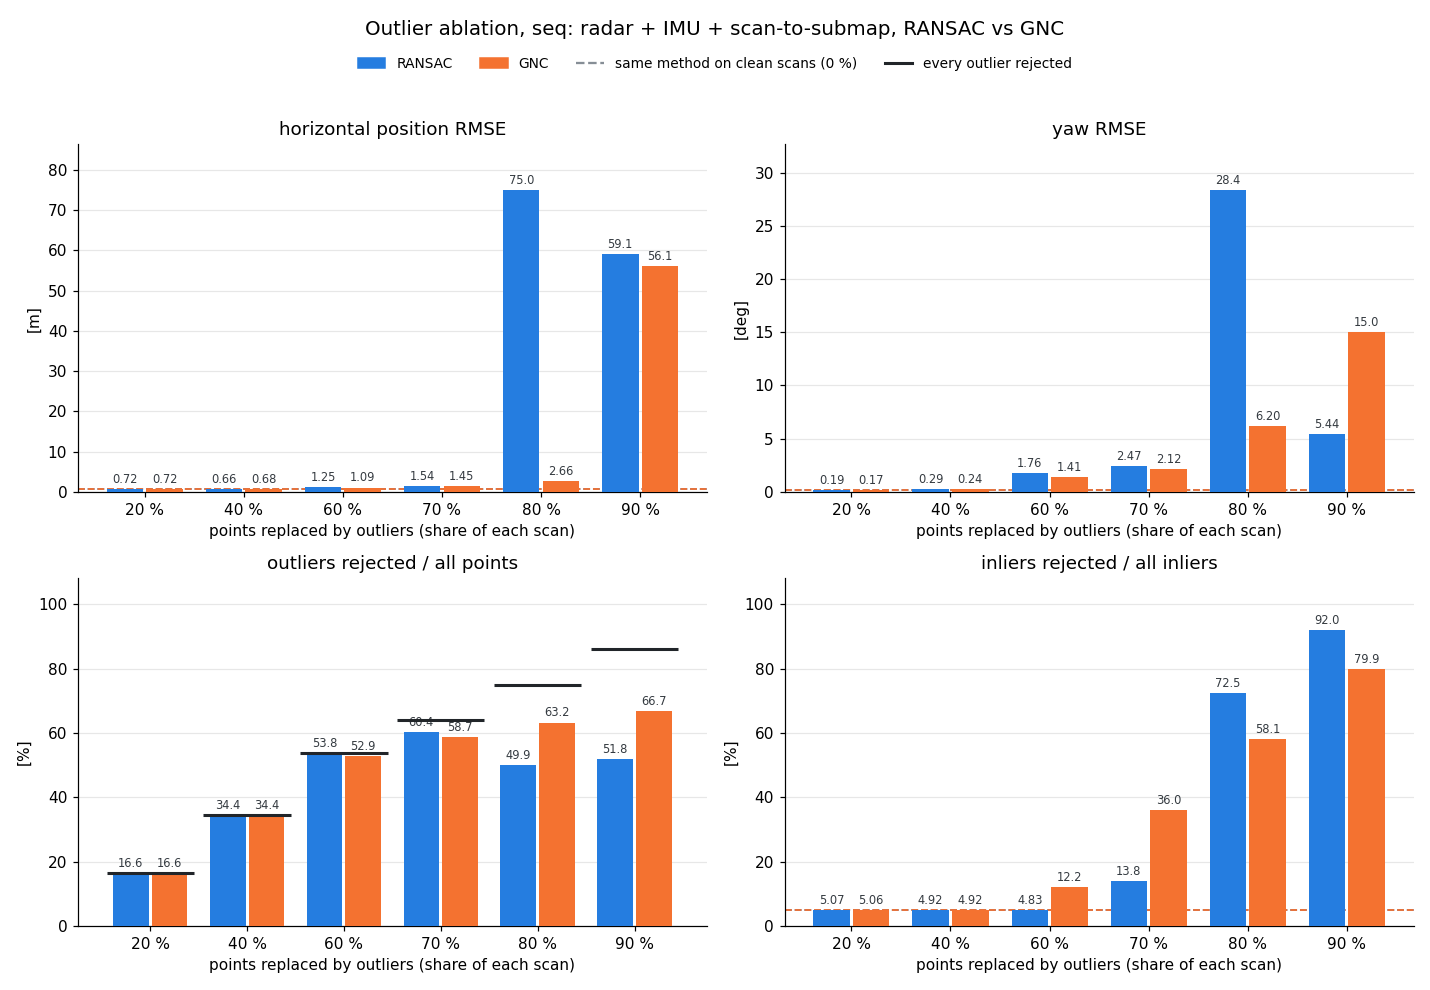 Outlier ablation, seq: radar + IMU + scan-to-submap, RANSAC vs GNC
RANSAC GNC same method on clean scans (0 %) every outlier rejected
horizontal position RMSE
[m]
80
70
60
50
40
30
20
10
0
0.72 0.72 0.66 0.68 1.25 1.09 1.54 1.45 75.0 2.66 59.1 56.1
20 % 40 % 60 % 70 % 80 % 90 %
points replaced by outliers (share of each scan)
yaw RMSE
[deg]
30
25
20
15
10
5
0
0.19 0.17 0.29 0.24 1.76 1.41 2.47 2.12 28.4 6.20 5.44 15.0
20 % 40 % 60 % 70 % 80 % 90 %
points replaced by outliers (share of each scan)
outliers rejected / all points
[%]
100
80
60
40
20
0
16.6 16.6 34.4 34.4 53.8 52.9 60.4 58.7 49.9 63.2 51.8 66.7
20 % 40 % 60 % 70 % 80 % 90 %
points replaced by outliers (share of each scan)
inliers rejected / all inliers
[%]
100
80
60
40
20
0
5.07 5.06 4.92 4.92 4.83 12.2 13.8 36.0 72.5 58.1 92.0 79.9
20 % 40 % 60 % 70 % 80 % 90 %
points replaced by outliers (share of each scan)